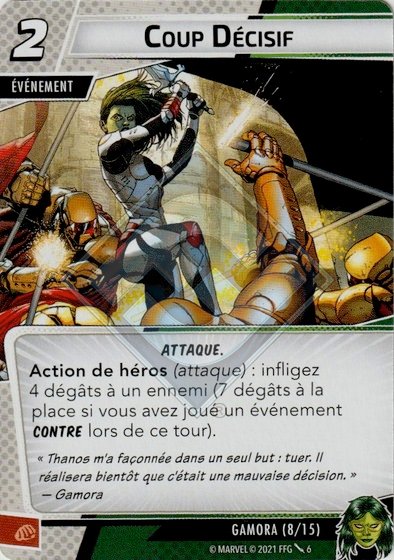 2
COUP DÉCISIF
ÉVÉNEMENT
ATTAQUE.
Action de héros (attaque) : infligez
4 dégâts à un ennemi (7 dégâts à la
place si vous avez joué un événement
CONTRE lors de ce tour).
« Thanos m'a façonnée dans un seul but : tuer. Il
réalisera bientôt que c'était une mauvaise décision. »
— Gamora
GAMORA (8/15)
© MARVEL © 2021 FFG 6